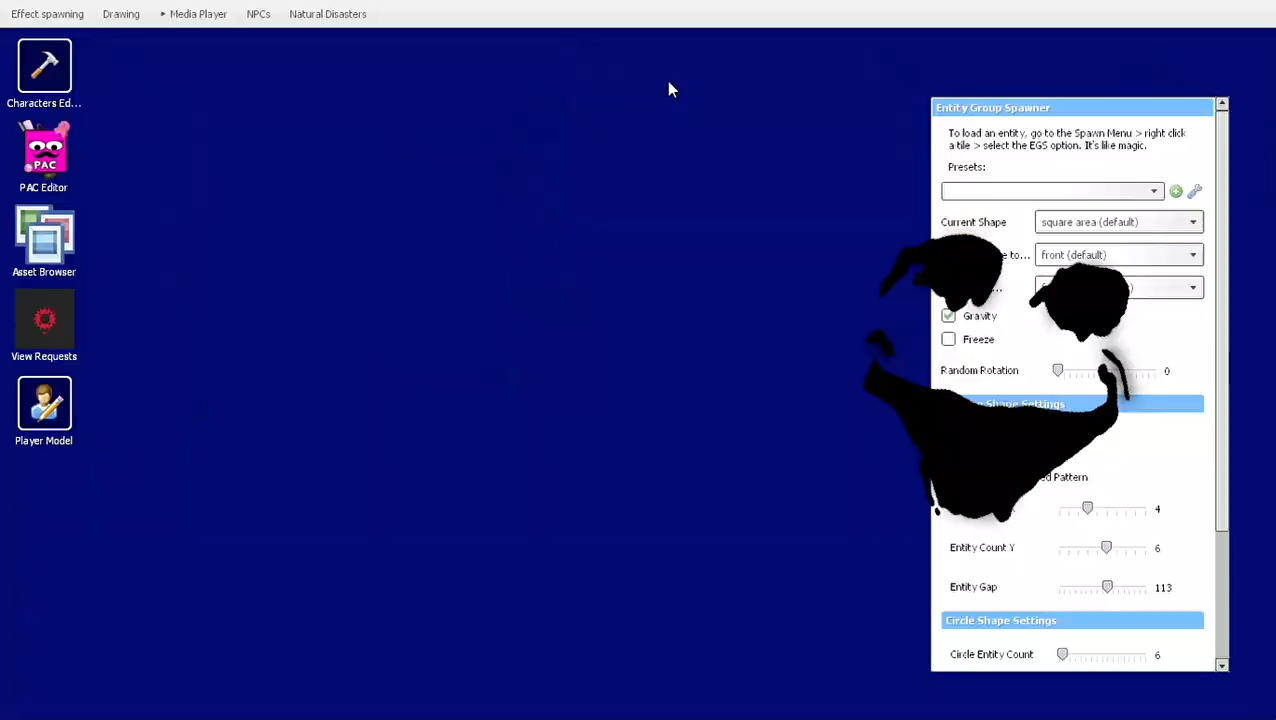 Effect spawning Drawing Media Player NPCs Natural Disasters
Characters Ed...
PAC
PAC Editor
Asset Browser
View Requests
Player Model
Entity Group Spawner
To load an entity, go to the Spawn Menu > right click
a tile > select the EGS option. It's like magic.
Presets:
Current Shape square area (default)
to... front (default)
Gravity
Freeze
Random Rotation 0
Shape Settings
Pattern
4
Entity Count Y 6
Entity Gap 113
Circle Shape Settings
Circle Entity Count 6